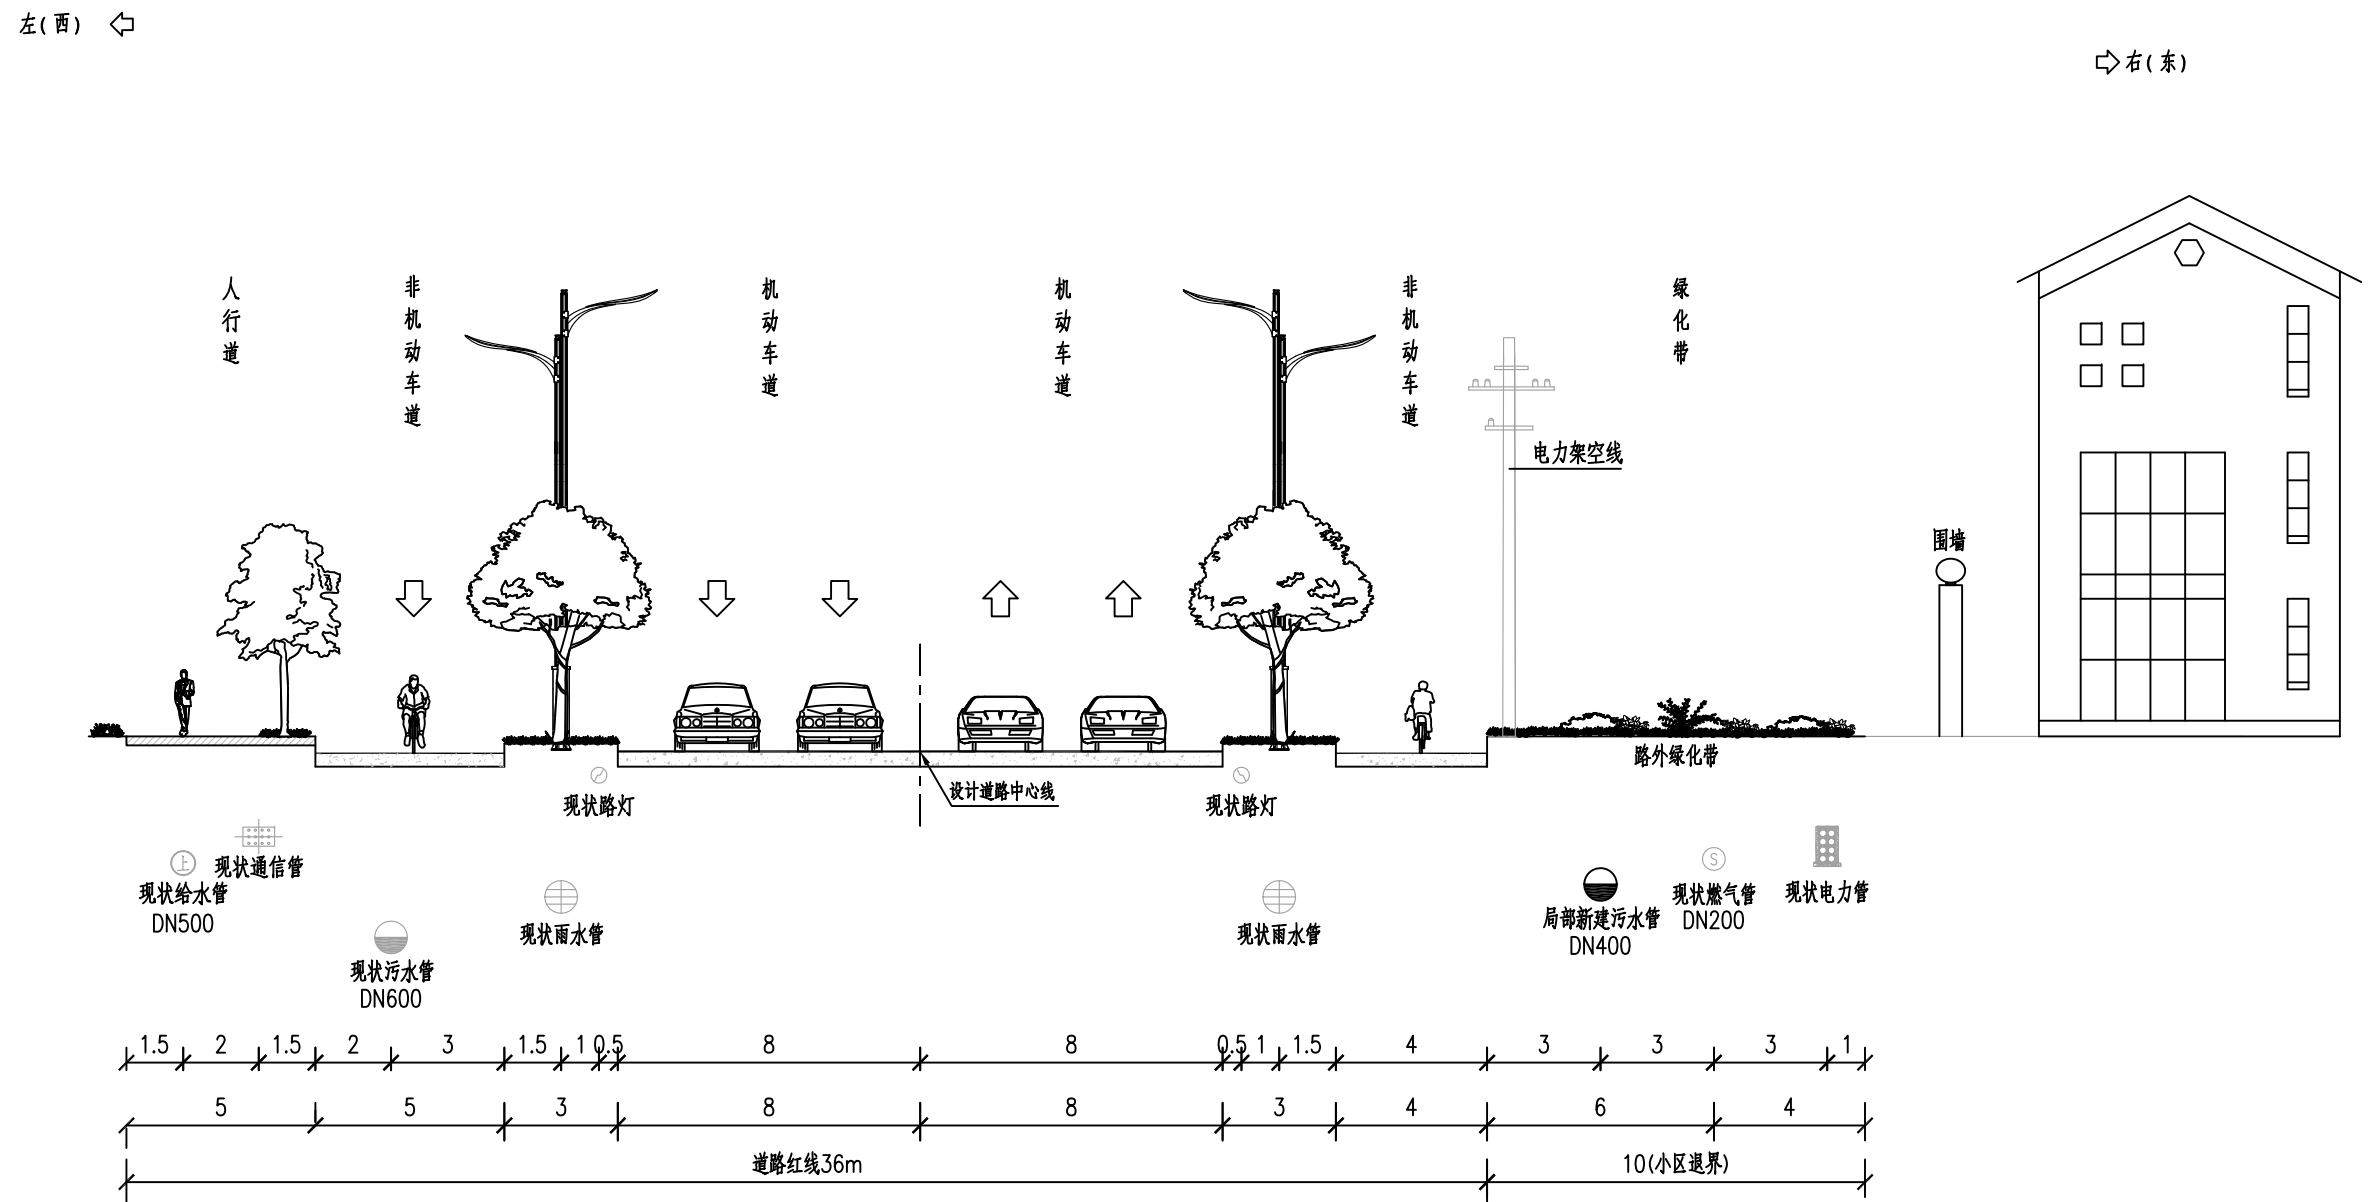 左(西)
右(东)
人行道
非机动车道
机动车道
机动车道
非机动车道
绿化带
电力架空线
围墙
路外绿化带
设计道路中心线
现状路灯
现状路灯
上
现状通信管
现状给水管
DN500
现状污水管
DN600
现状雨水管
现状雨水管
局部新建污水管
DN400
S
现状燃气管
DN200
现状电力管
1.5 2 1.5 2 3 1.5 1 0.5 8 8 0.5 1 1.5 4 3 3 3 1
5 5 3 8 8 3 4 6 4
道路红线36m 10(小区退界)